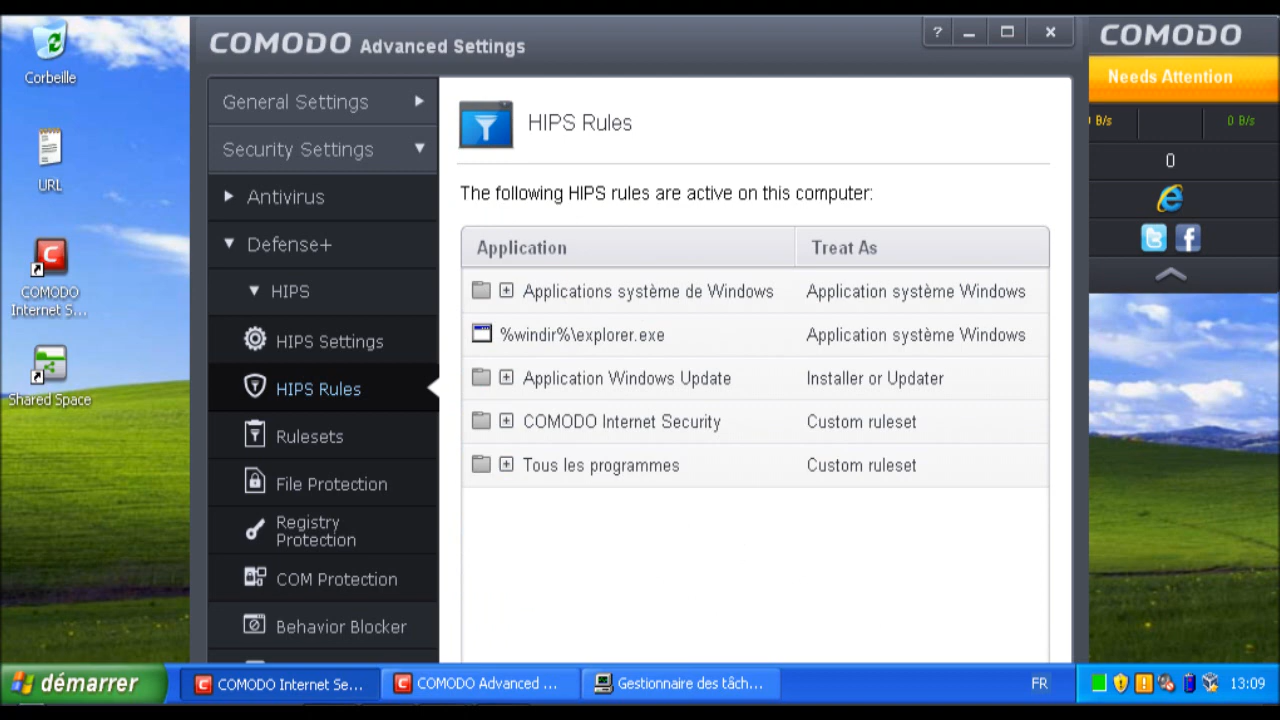 Corbeille
URL
COMODO
Internet S...
Shared Space
COMODO Advanced Settings
?
General Settings
Security Settings
Antivirus
Defense+
HIPS
HIPS Settings
HIPS Rules
Rulesets
File Protection
Registry
Protection
COM Protection
Behavior Blocker
HIPS Rules
The following HIPS rules are active on this computer:
Application Treat As
Applications système de Windows Application système Windows
%windir%\explorer.exe Application système Windows
Application Windows Update Installer or Updater
COMODO Internet Security Custom ruleset
Tous les programmes Custom ruleset
COMODO
Needs Attention
B/s 0 B/s
0
démarrer
COMODO Internet Se...
COMODO Advanced ...
Gestionnaire des tâch...
FR
13:09